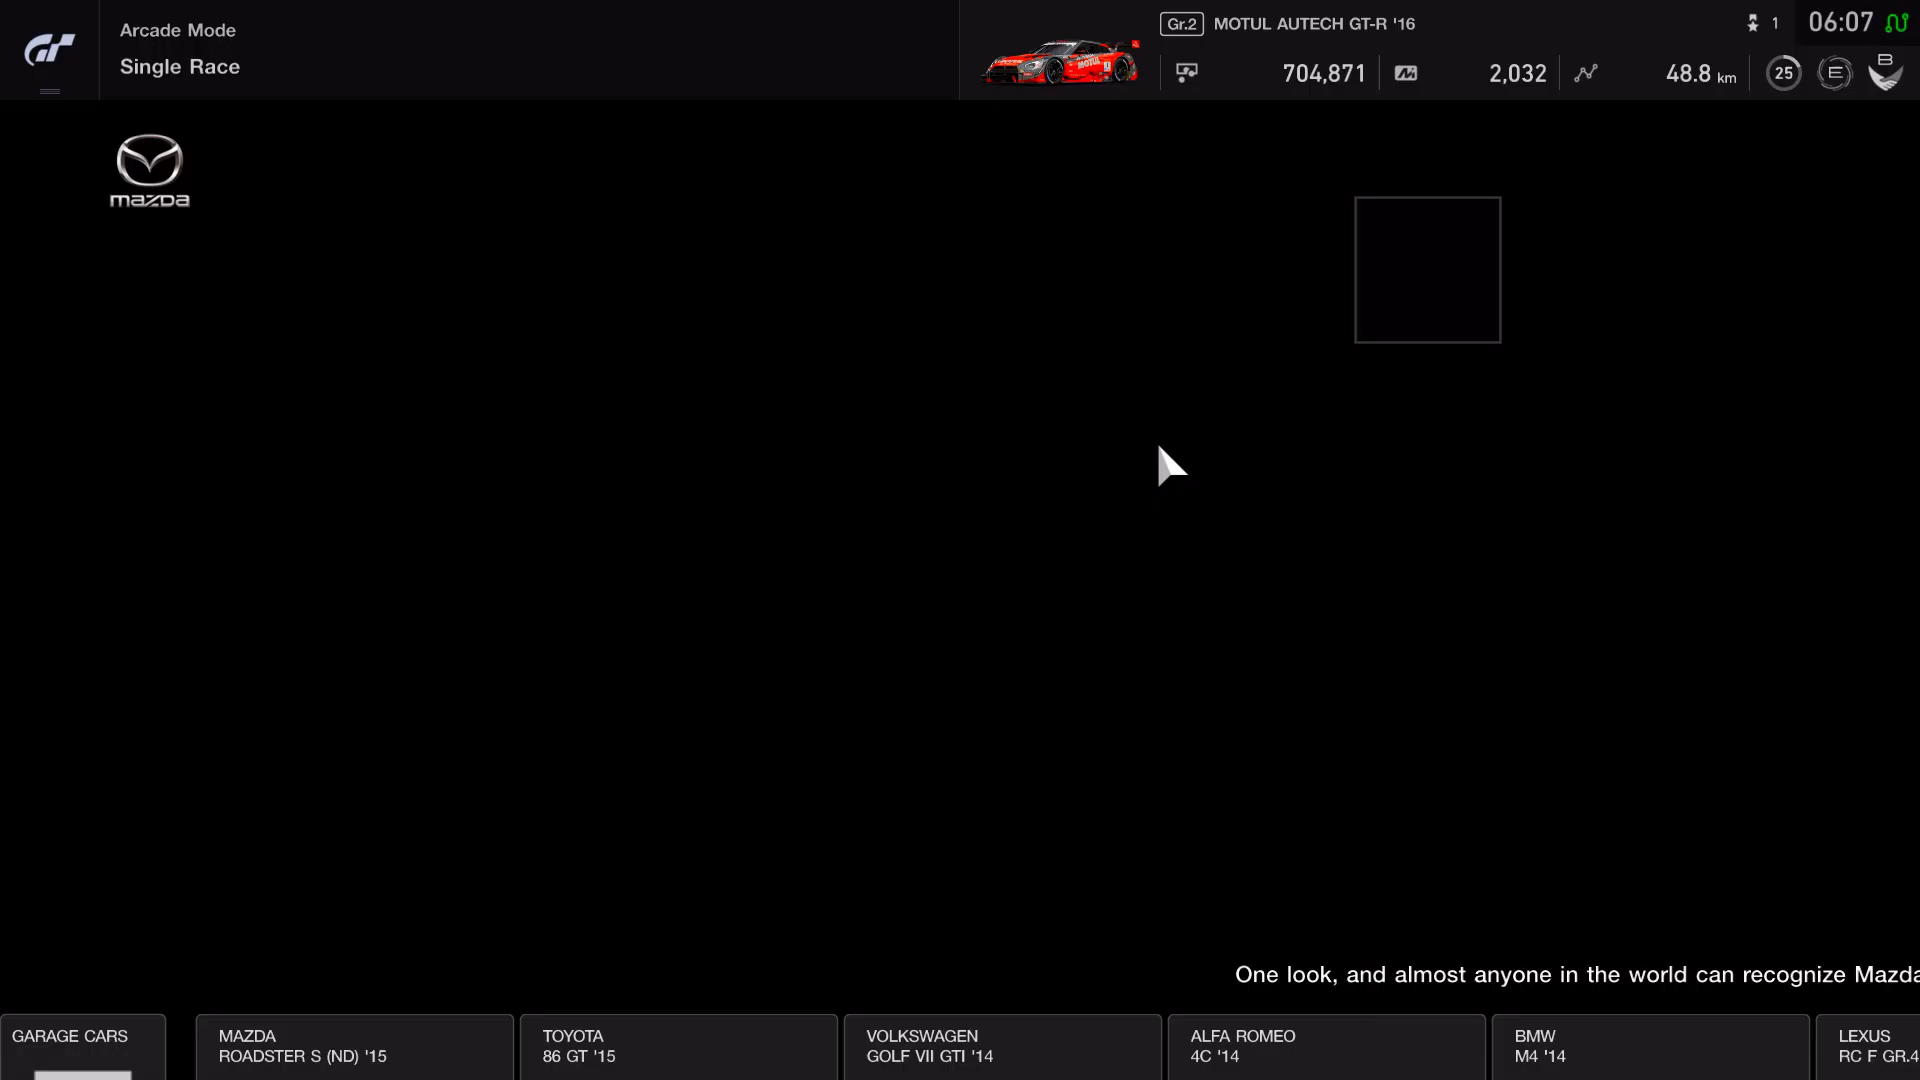 Arcade Mode
Single Race
Gr.2 MOTUL AUTECH GT-R '16
1
06:07
704,871
2,032
48.8 km
25
E
B
mazda
MOTUL
One look, and almost anyone in the world can recognize Mazda
GARAGE CARS
MAZDA
ROADSTER S (ND) '15
TOYOTA
86 GT '15
VOLKSWAGEN
GOLF VII GTI '14
ALFA ROMEO
4C '14
BMW
M4 '14
LEXUS
RC F GR.4